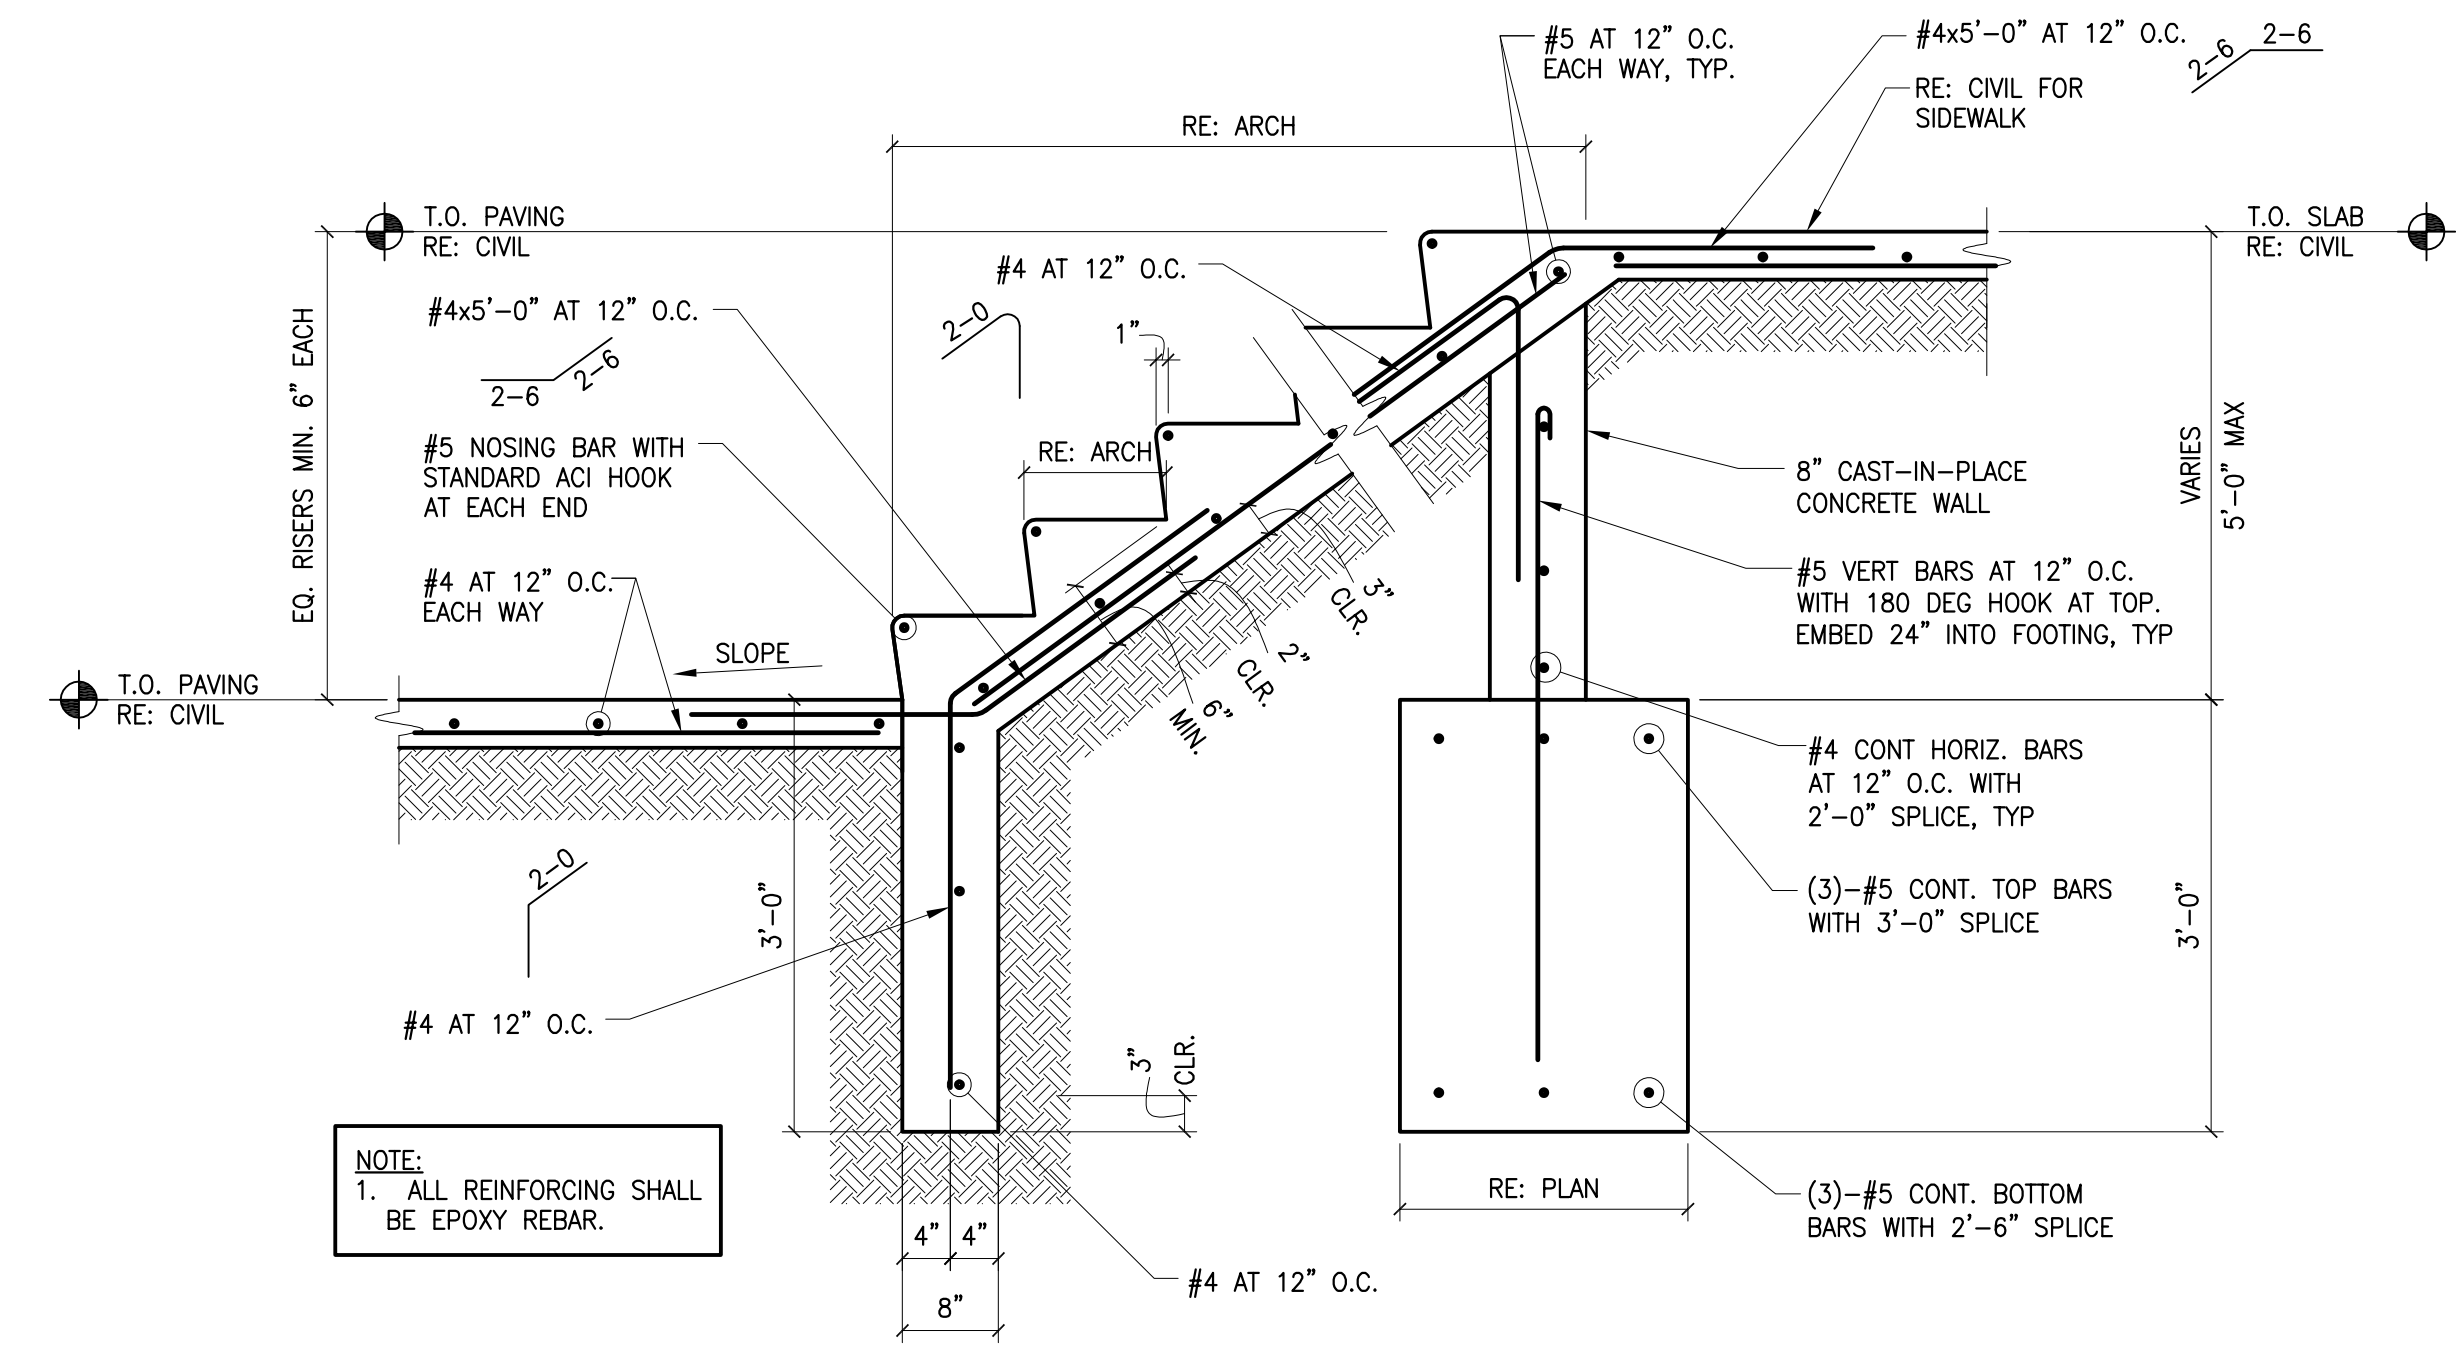 #5 AT 12” O.C.
EACH WAY, TYP.
#4x5'-0” AT 12” O.C.
2-6
2-6
RE: CIVIL FOR
SIDEWALK
RE: ARCH
T.O. PAVING
RE: CIVIL
T.O. SLAB
RE: CIVIL
#4 AT 12” O.C.
#4x5'-0” AT 12” O.C.
2-6
2-6
2-0
1”
EQ. RISERS MIN. 6” EACH
#5 NOSING BAR WITH
STANDARD ACI HOOK
AT EACH END
RE: ARCH
VARIES
5'-0” MAX
8” CAST-IN-PLACE
CONCRETE WALL
#4 AT 12” O.C.
EACH WAY
#5 VERT BARS AT 12” O.C.
WITH 180 DEG HOOK AT TOP.
EMBED 24” INTO FOOTING, TYP
3”
CLR.
2”
CLR.
6”
MIN.
SLOPE
T.O. PAVING
RE: CIVIL
#4 CONT HORIZ. BARS
AT 12” O.C. WITH
2'-0” SPLICE, TYP
2-0
3'-0”
(3)-#5 CONT. TOP BARS
WITH 3'-0” SPLICE
3'-0”
#4 AT 12” O.C.
3”
CLR.
NOTE:
1. ALL REINFORCING SHALL
BE EPOXY REBAR.
RE: PLAN
(3)-#5 CONT. BOTTOM
BARS WITH 2'-6” SPLICE
4”
4”
#4 AT 12” O.C.
8”